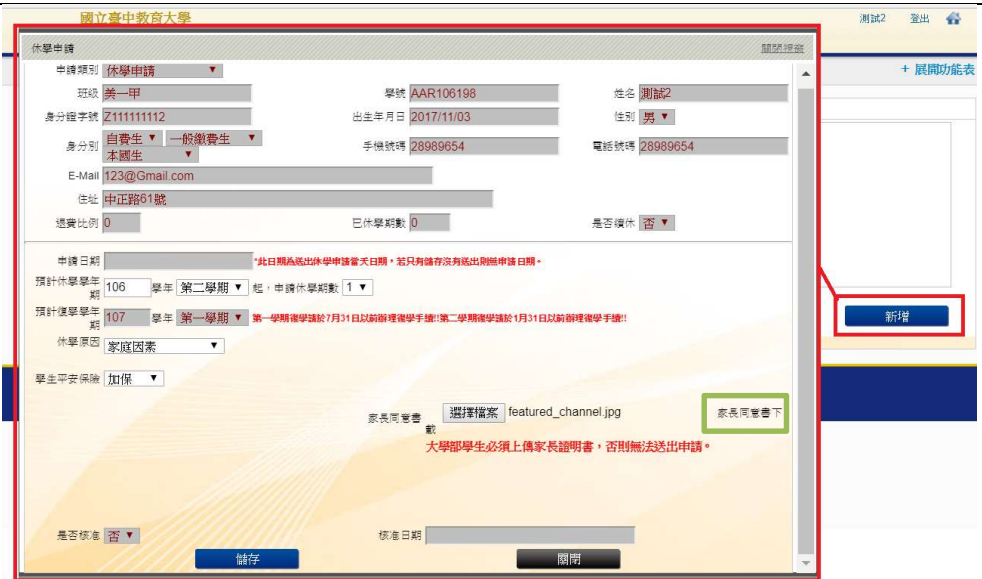 國立臺中教育大學 測試2 登出
休學申請 關閉視窗
+ 展開功能表
申請類別 休學申請 ▼
班級 美一甲 學號 AAR106198 姓名 測試2
身分證字號 Z111111112 出生年月日 2017/11/03 性別 男 ▼
身分別 自費生 ▼ 一般繳費生 ▼ 手機號碼 28989654 電話號碼 28989654
本國生 ▼
E-Mail 123@Gmail.com
住址 中正路61號
退費比例 0 已休學期數 0 是否續休 否 ▼
申請日期 *此日期為送出休學申請當天日期，若只有儲存沒有送出則無申請日期。
預計休學學年期 106 學年 第二學期 ▼ 起，申請休學期數 1 ▼
預計復學學年期 107 學年 第一學期 ▼ 第一學期復學請於7月31日以前辦理復學手續!!第二學期復學請於1月31日以前辦理復學手續!!
新增
休學原因 家庭因素 ▼
學生平安保險 加保 ▼
家長同意書 選擇檔案 featured_channel.jpg 家長同意書下
載
大學部學生必須上傳家長證明書，否則無法送出申請。
是否核准 否 ▼ 核准日期
儲存 關閉